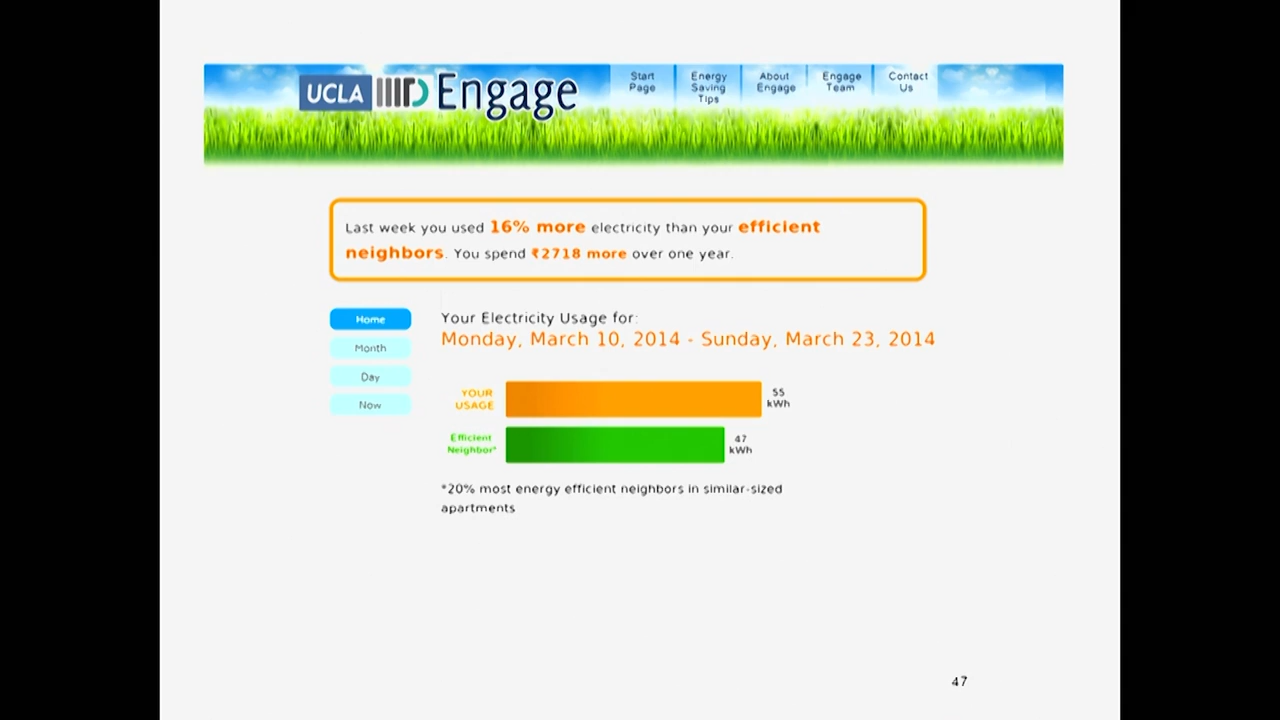 UCLA IIITD Engage
Start Page
Energy Saving Tips
About Engage
Engage Team
Contact Us
Last week you used 16% more electricity than your efficient
neighbors. You spend ₹2718 more over one year.
Home
Month
Day
Now
Your Electricity Usage for:
Monday, March 10, 2014 - Sunday, March 23, 2014
YOUR
USAGE
55
kWh
Efficient
Neighbor*
47
kWh
*20% most energy efficient neighbors in similar-sized
apartments
47